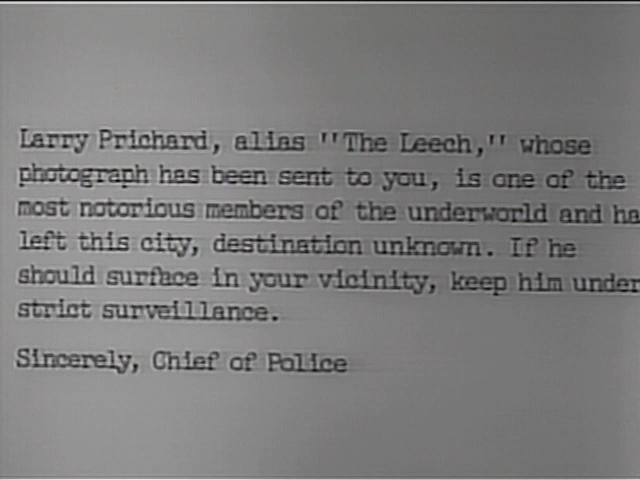 Larry Prichard, alias "The Leech," whose
photograph has been sent to you, is one of the
most notorious members of the underworld and ha
left this city, destination unknown. If he
should surface in your vicinity, keep him under
strict surveillance.
Sincerely, Chief of Police